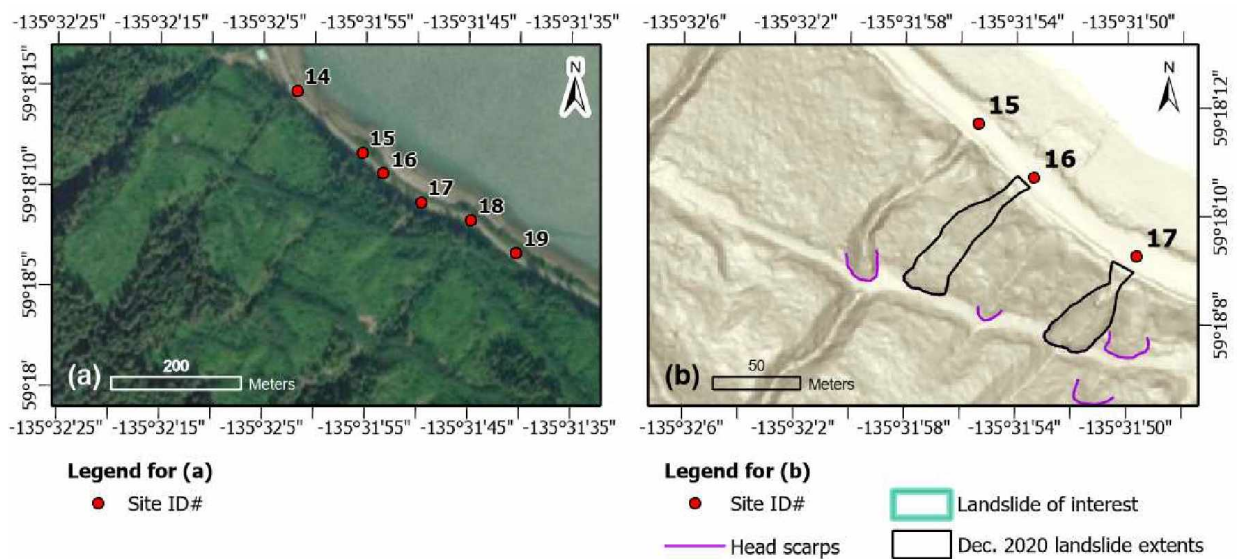 -135°32'25" -135°32'15" -135°32'5" -135°31'55" -135°31'45" -135°31'35"
59°18'15"
59°18'10"
59°18'5"
59°18'
N
14
15
16
17
18
19
(a)
200
Meters
-135°32'25" -135°32'15" -135°32'5" -135°31'55" -135°31'45" -135°31'35"
-135°32'6" -135°32'2" -135°31'58" -135°31'54" -135°31'50"
N
15
16
17
59°18'12"
59°18'10"
59°18'8"
(b)
50
Meters
-135°32'6" -135°32'2" -135°31'58" -135°31'54" -135°31'50"
Legend for (a)
Site ID#
Legend for (b)
Site ID#
Landslide of interest
Head scarps
Dec. 2020 landslide extents